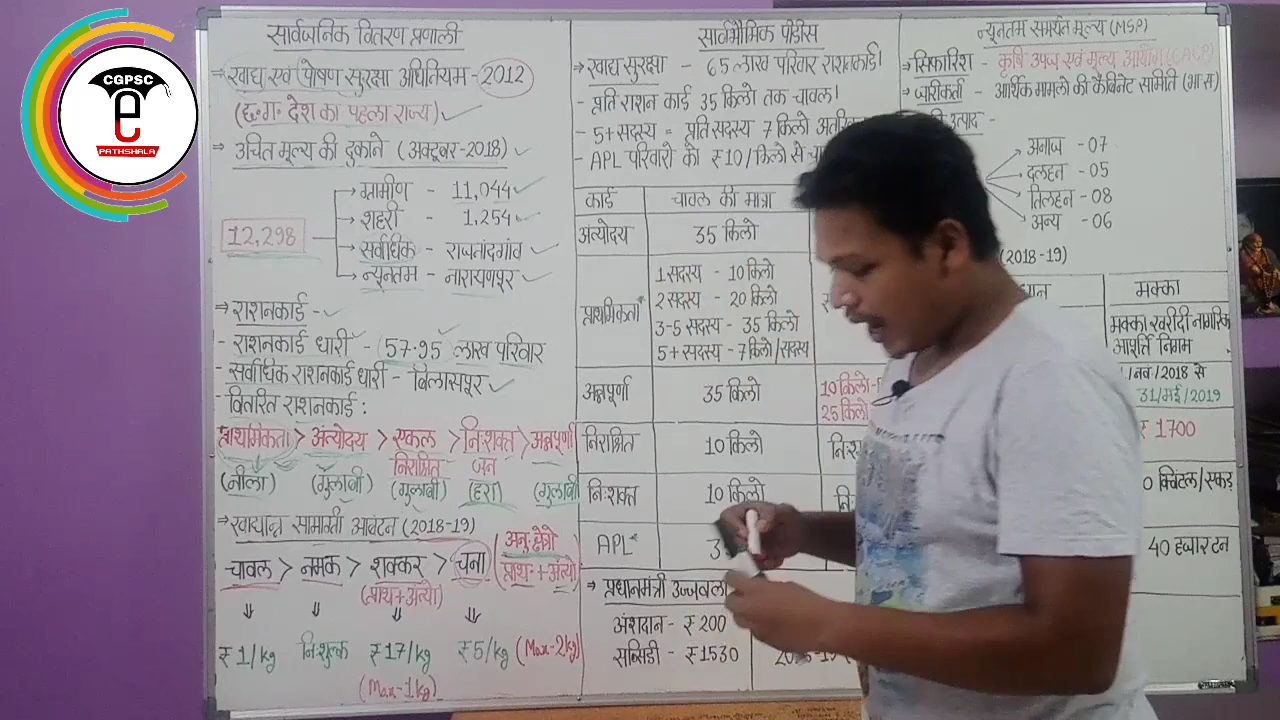 CGPSC
PATHSHALA
सार्वजनिक वितरण प्रणाली
⇒ खाद्य एवं पोषण सुरक्षा अधिनियम - 2012
(छ.ग. देश का पहला राज्य)
⇒ उचित मूल्य की दुकाने (अक्टूबर-2018)
12,298
→ ग्रामीण - 11,044
→ शहरी - 1,254
→ सर्वाधिक - राजनांदगांव
→ न्यूनतम - नारायणपूर
⇒ राशनकार्ड -
- राशनकार्ड धारी - (57.95 लाख परिवार
- सर्वाधिक राशनकार्ड धारी - बिलासपूर
- वितरित राशनकार्ड :
प्राथमिकता > अन्त्योदय > एकल > निःशक्त > अन्नपूर्णा
निराश्रित जन
(नीला) (गुलाबी) (गुलाबी) (हरा) (गुलाबी
⇒ खाद्यान्न सामाग्री आबंटन (2018-19)
चावल > नमक > शक्कर > चना (अनु. क्षेत्रो
प्राथ. + अंत्यो)
(प्राथ + अंत्यो)
₹ 1/kg निःशुल्क ₹ 17/kg ₹ 5/kg (Max-2kg)
(Max-1kg)
सार्वभौमिक पीडीस
⇒ खाद्य सुरक्षा - 65 लाख परिवार राशनकार्ड।
- प्रति राशन कार्ड 35 किलो तक चावल।
- 5+ सदस्य = प्रति सदस्य 7 किलो
- APL परिवारो को ₹10/किलो से
कार्ड चावल की मात्रा
अंत्योदय 35 किलो
प्राथमिकता
1 सदस्य - 10 किलो
2 सदस्य - 20 किलो
3-5 सदस्य - 35 किलो
5+ सदस्य - 7 किलो/सदस्य
अन्नपूर्णा 35 किलो 10 किलो-
25 किलो
निराश्रित 10 किलो
निःशक्त 10 किलो
APL
⇒ प्रधानमंत्री उज्जवला
अंशदान - ₹ 200
सब्सिडी - ₹1530
न्यूनतम समर्थन मूल्य (MSP)
→ सिफारिश - कृषि उपज एवं मूल्य आयोग (CACP)
→ जारीकर्ता - आर्थिक मामलो की कैबिनेट समिति (भा.स)
उत्पाद -
→ अनाज - 07
→ दलहन - 05
→ तिलहन - 08
→ अन्य - 06
(2018-19)
मक्का
मक्का खरीदी नागरिक
आपूर्ति निगम
/नव/2018 से
31/मई/2019
₹ 1700
क्विंटल/एकड़
40 हजार टन